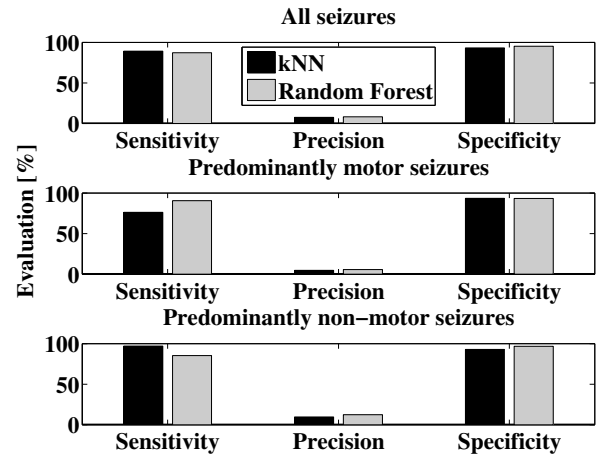 All seizures
100
50
0
kNN
Random Forest
Sensitivity Precision Specificity
Predominantly motor seizures
100
50
0
Sensitivity Precision Specificity
Predominantly non−motor seizures
100
50
0
Sensitivity Precision Specificity
Evaluation [%]